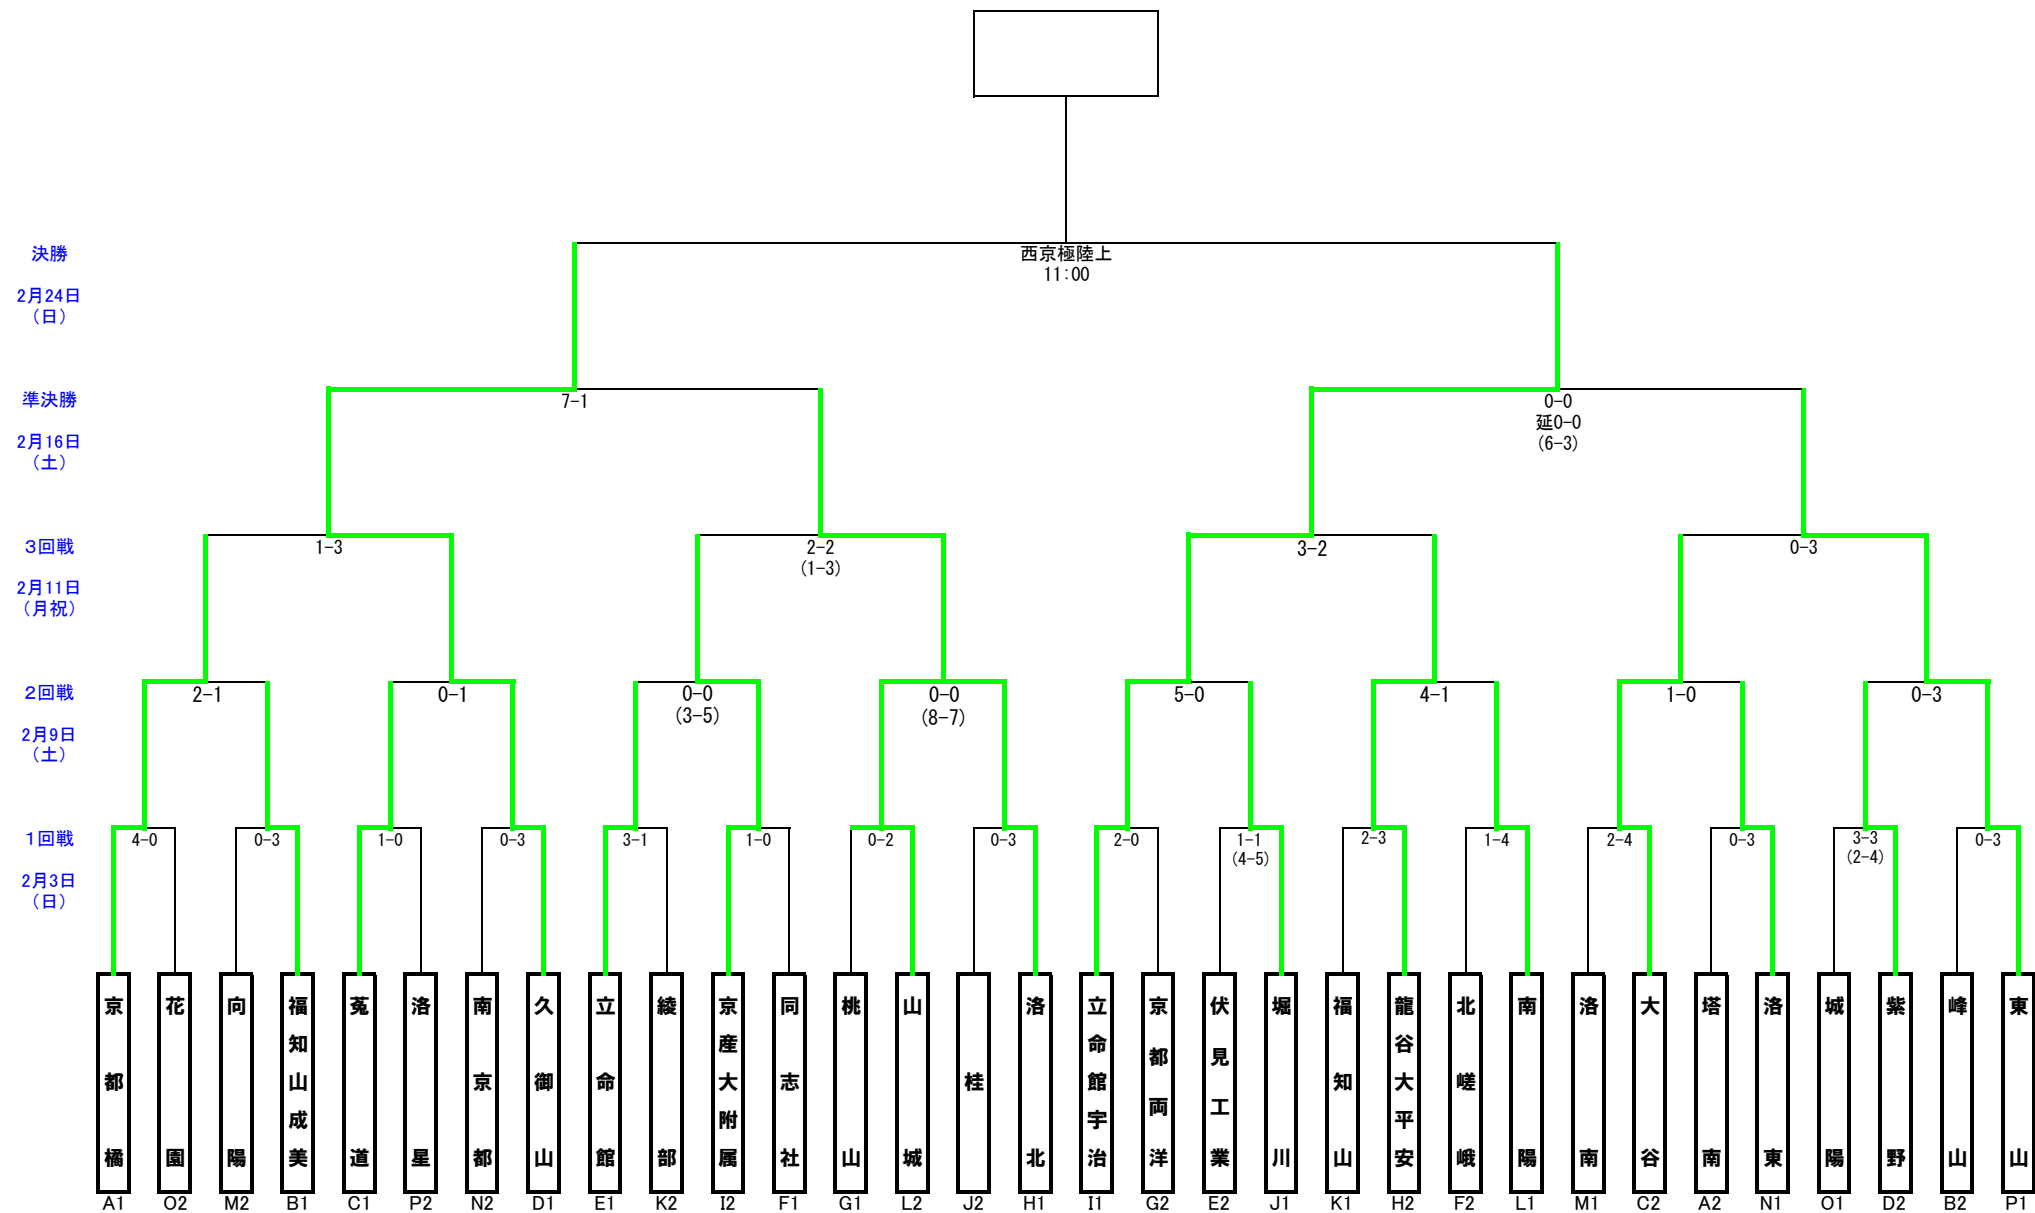 決勝
2月24日
（日）
西京極陸上
11:00
準決勝
2月16日
（土）
7-1
0-0
延0-0
(6-3)
３回戦
2月11日
（月祝）
1-3
2-2
(1-3)
3-2
0-3
２回戦
2月9日
（土）
2-1
0-1
0-0
(3-5)
0-0
(8-7)
5-0
4-1
1-0
0-3
１回戦
2月3日
（日）
4-0
0-3
1-0
0-3
3-1
1-0
0-2
0-3
2-0
1-1
(4-5)
2-3
1-4
2-4
0-3
3-3
(2-4)
0-3
京都橘
花園
向陽
福知山成美
菟道
洛星
南京都
久御山
立命館
綾部
京産大附属
同志社
桃山
山城
桂
洛北
立命館宇治
京都両洋
伏見工業
堀川
福知山
龍谷大平安
北嵯峨
南陽
洛南
大谷
塔南
洛東
城陽
紫野
峰山
東山
A1 O2 M2 B1 C1 P2 N2 D1 E1 K2 I2 F1 G1 L2 J2 H1 I1 G2 E2 J1 K1 H2 F2 L1 M1 C2 A2 N1 O1 D2 B2 P1